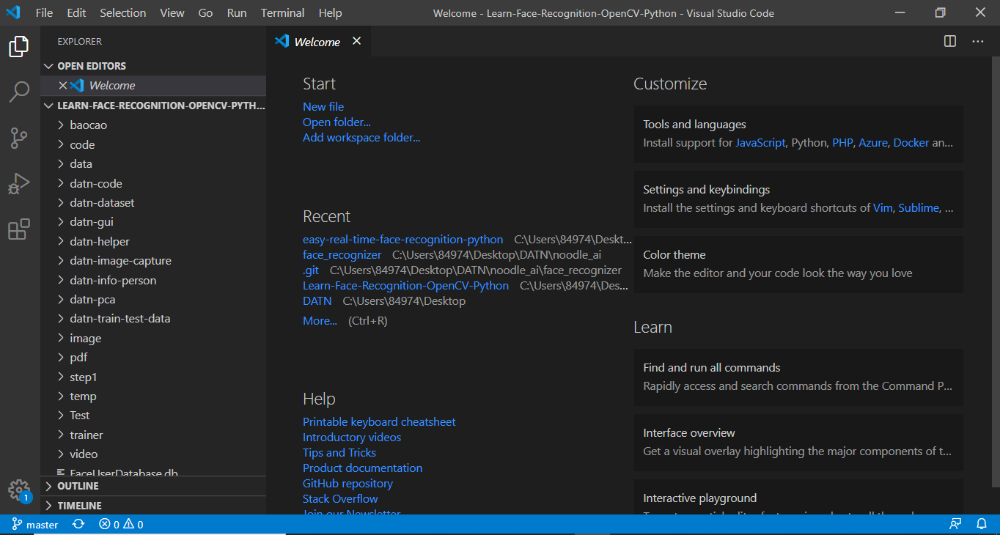 File Edit Selection View Go Run Terminal Help
Welcome - Learn-Face-Recognition-OpenCV-Python - Visual Studio Code
EXPLORER
OPEN EDITORS
Welcome
LEARN-FACE-RECOGNITION-OPENCV-PYTH...
baocao
code
data
datn-code
datn-dataset
datn-gui
datn-helper
datn-image-capture
datn-info-person
datn-pca
datn-train-test-data
image
pdf
step1
temp
Test
trainer
video
FaceUserDatabase.db
OUTLINE
TIMELINE
Welcome
Start
New file
Open folder...
Add workspace folder...
Recent
easy-real-time-face-recognition-python C:\Users\84974\Deskt...
face_recognizer C:\Users\84974\Desktop\DATN\noodle_ai
.git C:\Users\84974\Desktop\DATN\noodle_ai\face_recognizer
Learn-Face-Recognition-OpenCV-Python C:\Users\84974\Des...
DATN C:\Users\84974\Desktop
More... (Ctrl+R)
Help
Printable keyboard cheatsheet
Introductory videos
Tips and Tricks
Product documentation
GitHub repository
Stack Overflow
Join our Newsletter
Customize
Tools and languages
Install support for JavaScript, Python, PHP, Azure, Docker an...
Settings and keybindings
Install the settings and keyboard shortcuts of Vim, Sublime, ...
Color theme
Make the editor and your code look the way you love
Learn
Find and run all commands
Rapidly access and search commands from the Command P...
Interface overview
Get a visual overlay highlighting the major components of t...
Interactive playground
1
master 0 0